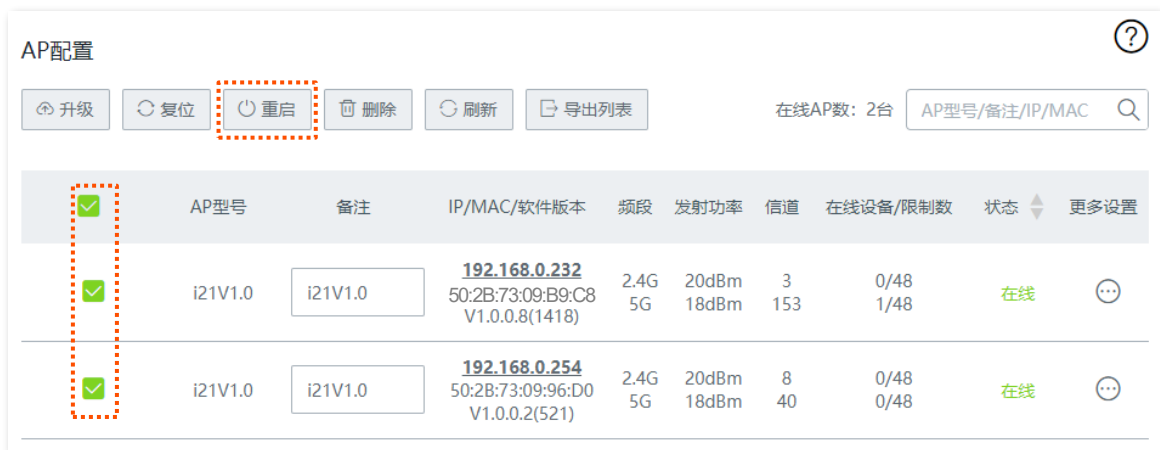 AP配置
?
升级 复位 重启 删除 刷新 导出列表 在线AP数：2台 AP型号/备注/IP/MAC
AP型号 备注 IP/MAC/软件版本 频段 发射功率 信道 在线设备/限制数 状态 更多设置
192.168.0.232
i21V1.0 i21V1.0 50:2B:73:09:B9:C8 2.4G 20dBm 3 0/48 在线
V1.0.0.8(1418) 5G 18dBm 153 1/48
192.168.0.254
i21V1.0 i21V1.0 50:2B:73:09:96:D0 2.4G 20dBm 8 0/48 在线
V1.0.0.2(521) 5G 18dBm 40 0/48